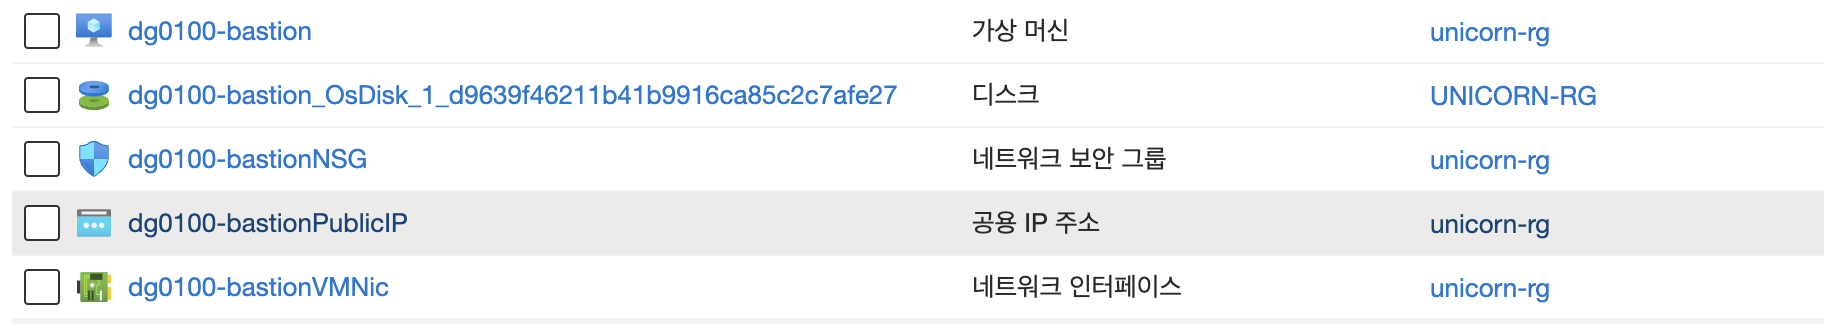 dg0100-bastion 가상 머신 unicorn-rg
dg0100-bastion_OsDisk_1_d9639f46211b41b9916ca85c2c7afe27 디스크 UNICORN-RG
dg0100-bastionNSG 네트워크 보안 그룹 unicorn-rg
dg0100-bastionPublicIP 공용 IP 주소 unicorn-rg
dg0100-bastionVMNic 네트워크 인터페이스 unicorn-rg